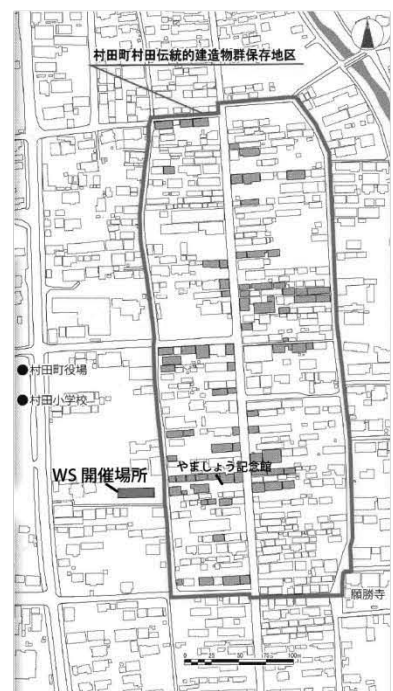 村田町村田伝統的建造物群保存地区
●村田町役場
●村田小学校
WS 開催場所
やましょう記念館
願勝寺